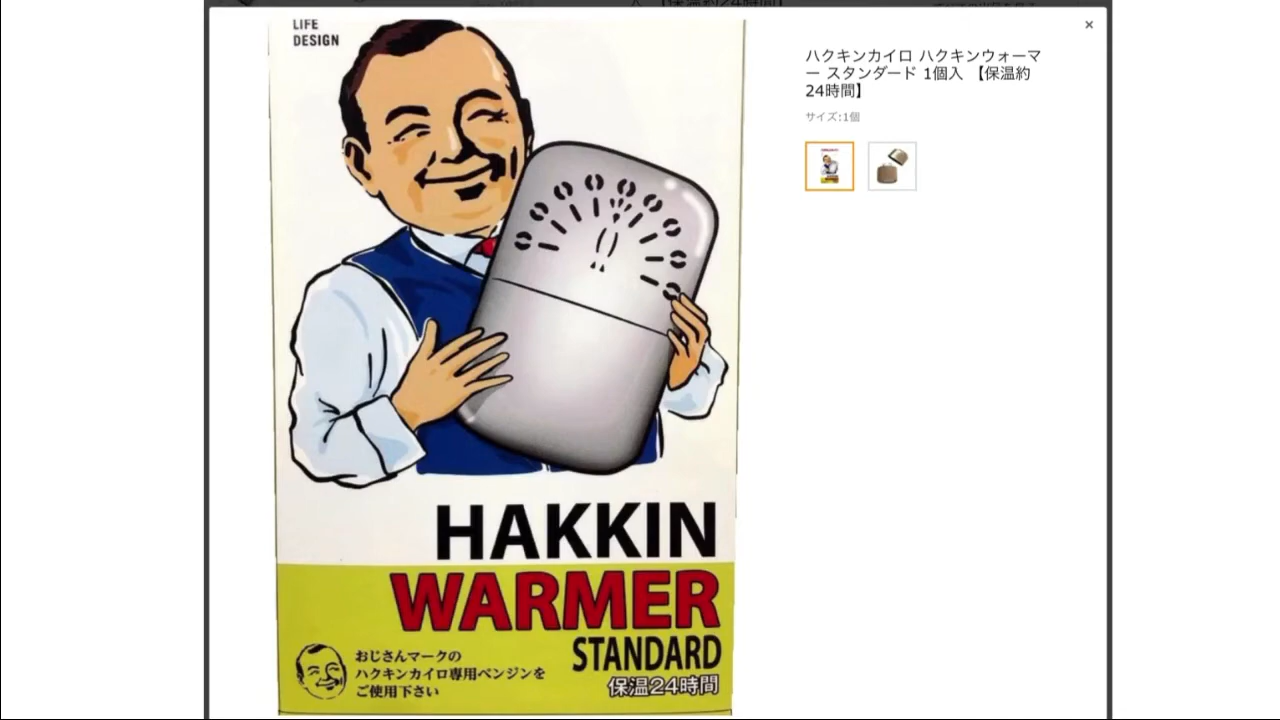 LIFE
DESIGN
HAKKIN
WARMER
STANDARD
保温24時間
おじさんマークの
ハクキンカイロ専用ベンジンを
ご使用下さい
×
ハクキンカイロ ハクキンウォーマ
ー スタンダード 1個入 【保温約
24時間】
サイズ:1個